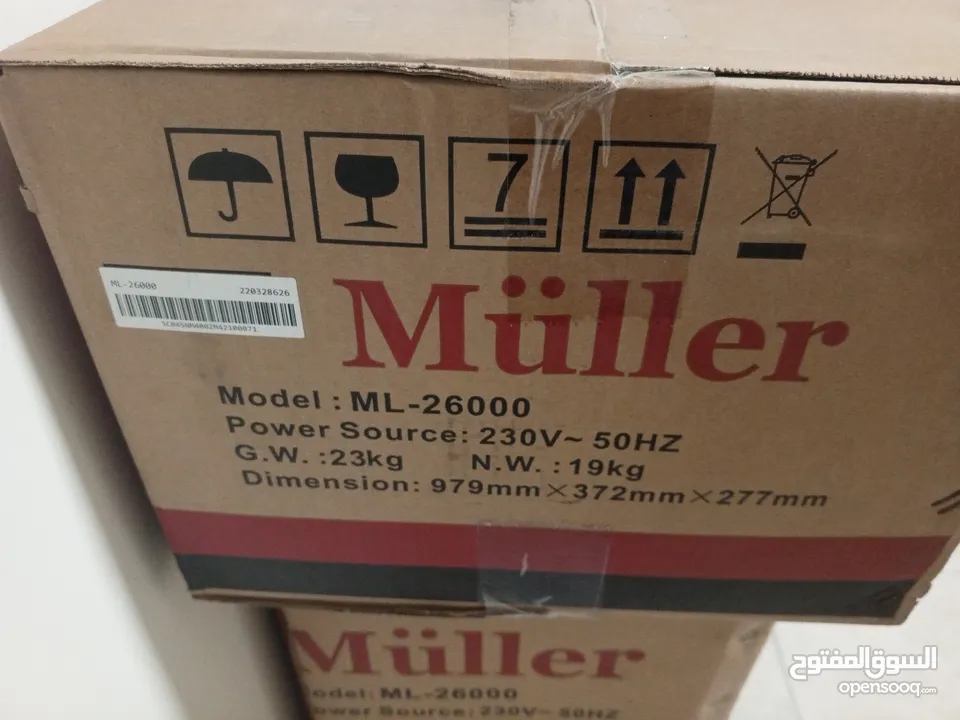 7
ML-26000 220328626
Müller
Model : ML-26000
Power Source: 230V~ 50HZ
G.W. :23kg N.W. :19kg
Dimension: 979mm×372mm×277mm
Müller
Model: ML-26000
Power Source: 230V~ 50HZ
السوق المفتوح
opensooq.com